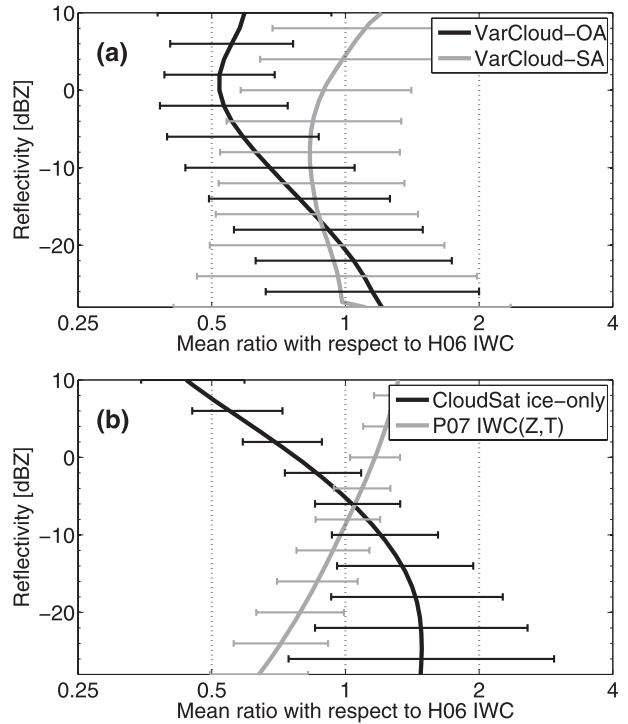 (a)
VarCloud−OA
VarCloud−SA
Reflectivity [dBZ]
10
0
−10
−20
0.25 0.5 1 2 4
Mean ratio with respect to H06 IWC
(b)
CloudSat ice−only
P07 IWC(Z,T)
Reflectivity [dBZ]
10
0
−10
−20
0.25 0.5 1 2 4
Mean ratio with respect to H06 IWC